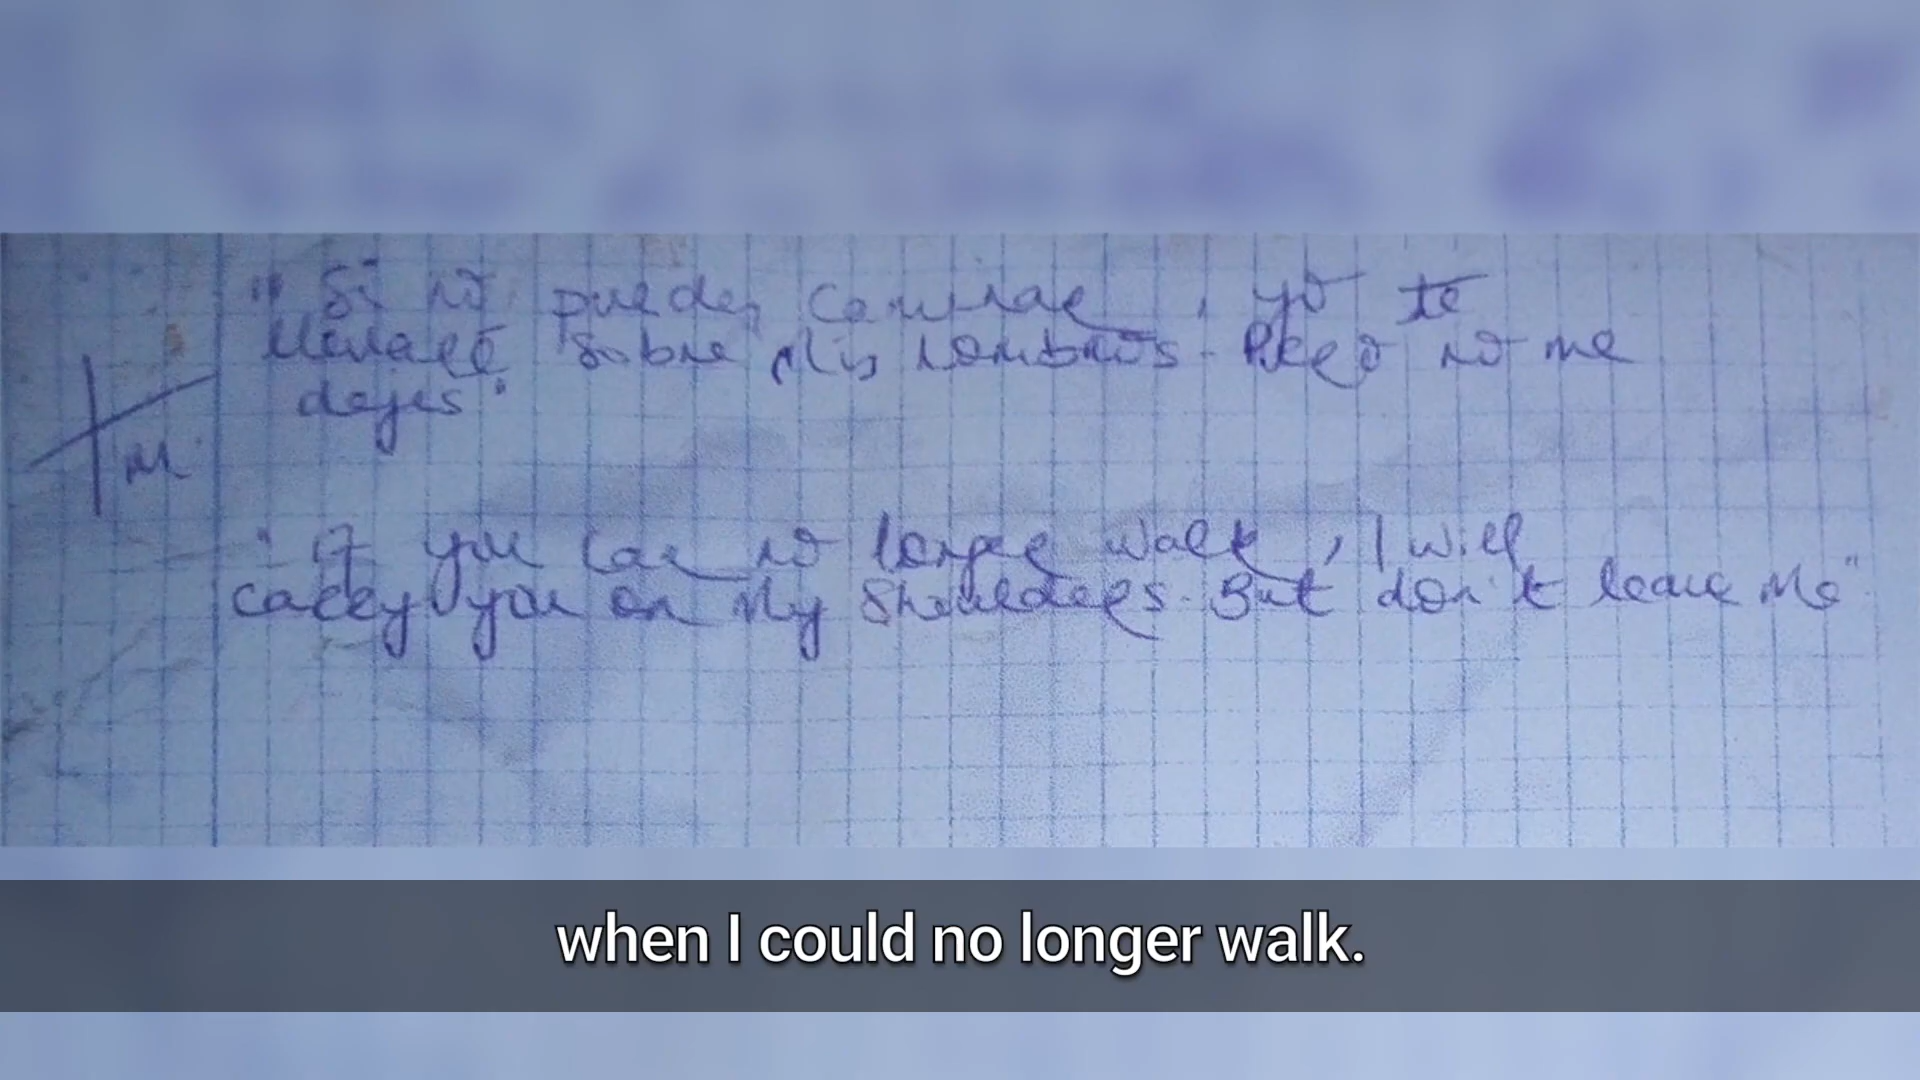 "Si no puedes caminar, yo te
llevaré sobre mis hombros. Pero no me
dejes"
m.
"If you can no longer walk, I will
carry you on my shoulders. But don't leave me"
when I could no longer walk.